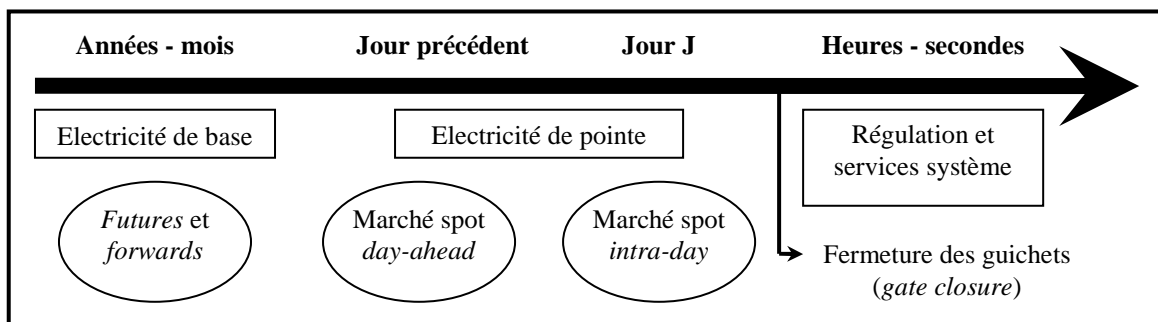 Années - mois
Jour précédent
Jour J
Heures - secondes
Electricité de base
Electricité de pointe
Régulation et
services système
Futures et
forwards
Marché spot
day-ahead
Marché spot
intra-day
Fermeture des guichets
(gate closure)